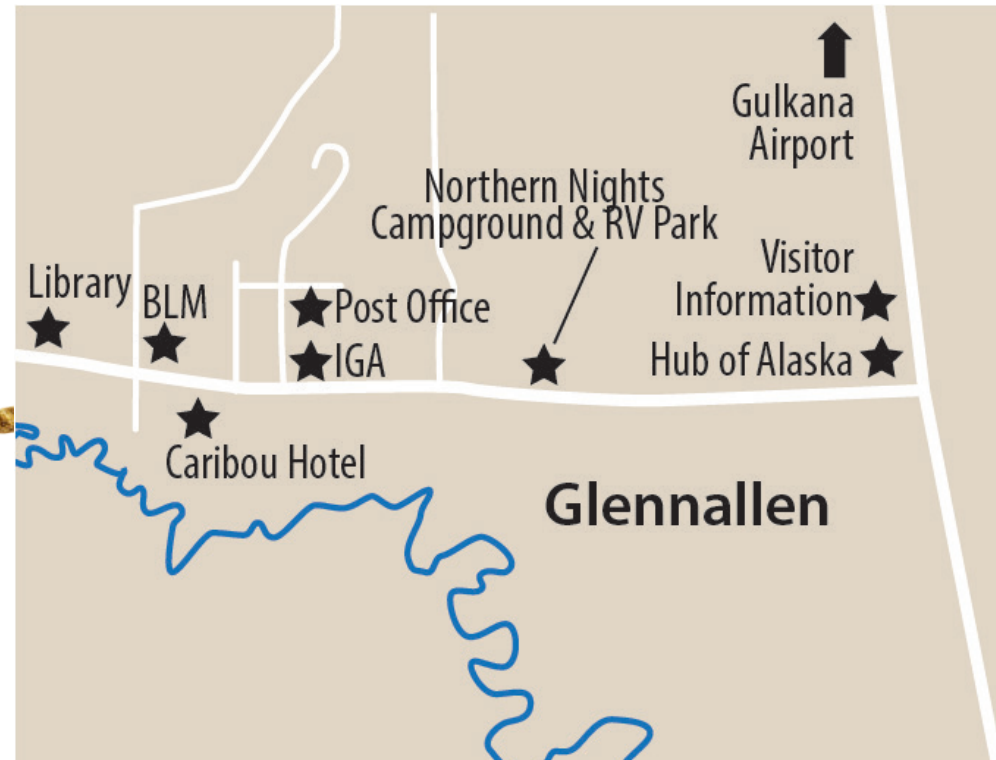 Gulkana
Airport
Northern Nights
Campground & RV Park
Visitor
Information
Library
BLM
Post Office
IGA
Hub of Alaska
Caribou Hotel
Glennallen